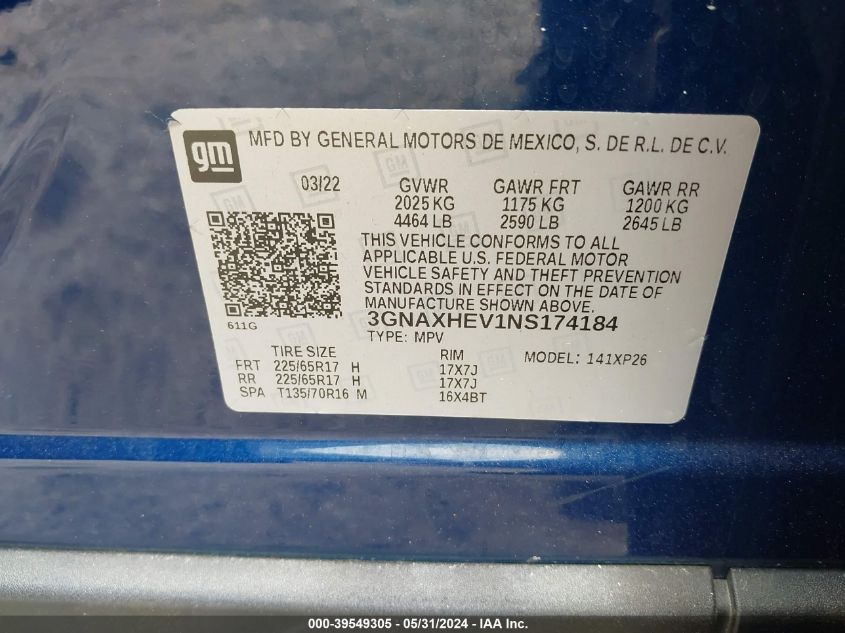 gm
MFD BY GENERAL MOTORS DE MEXICO, S. DE R.L. DE C.V.
03/22 GVWR GAWR FRT GAWR RR
2025 KG 1175 KG 1200 KG
4464 LB 2590 LB 2645 LB
THIS VEHICLE CONFORMS TO ALL
APPLICABLE U.S. FEDERAL MOTOR
VEHICLE SAFETY AND THEFT PREVENTION
STANDARDS IN EFFECT ON THE DATE OF
MANUFACTURE SHOWN ABOVE.
611G
3GNAXHEV1NS174184
TYPE: MPV
TIRE SIZE RIM MODEL: 141XP26
FRT 225/65R17 H 17X7J
RR 225/65R17 H 17X7J
SPA T135/70R16 M 16X4BT
000-39549305 - 05/31/2024 - IAA Inc.